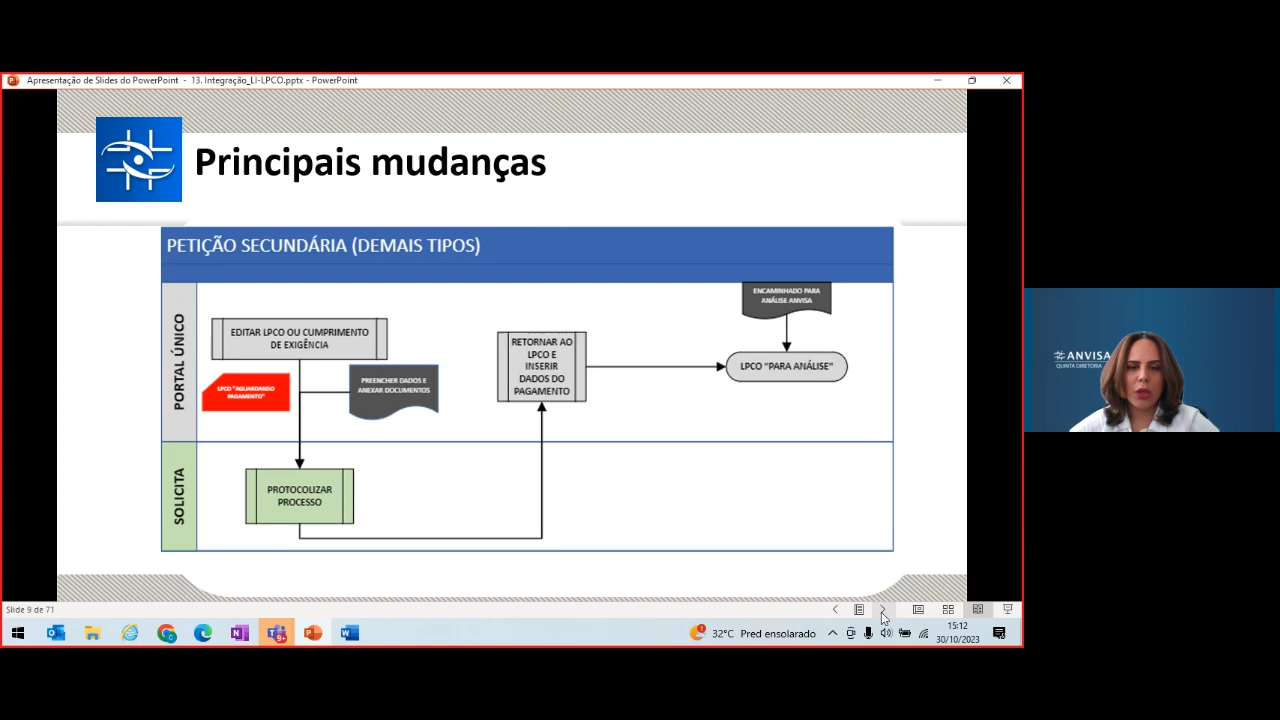 Apresentação de Slides do PowerPoint - 13. Integração_LI-LPCO.pptx - PowerPoint
Principais mudanças
PETIÇÃO SECUNDÁRIA (DEMAIS TIPOS)
PORTAL ÚNICO
EDITAR LPCO OU CUMPRIMENTO
DE EXIGÊNCIA
LPCO "AGUARDANDO
PAGAMENTO"
PREENCHER DADOS E
ANEXAR DOCUMENTOS
RETORNAR AO
LPCO E
INSERIR
DADOS DO
PAGAMENTO
ENCAMINHADO PARA
ANÁLISE ANVISA
LPCO "PARA ANÁLISE"
SOLICITA
PROTOCOLIZAR
PROCESSO
ANVISA
QUINTA DIRETORIA
Slide 9 de 71
9+
1
32°C Pred ensolarado
15:12
30/10/2023